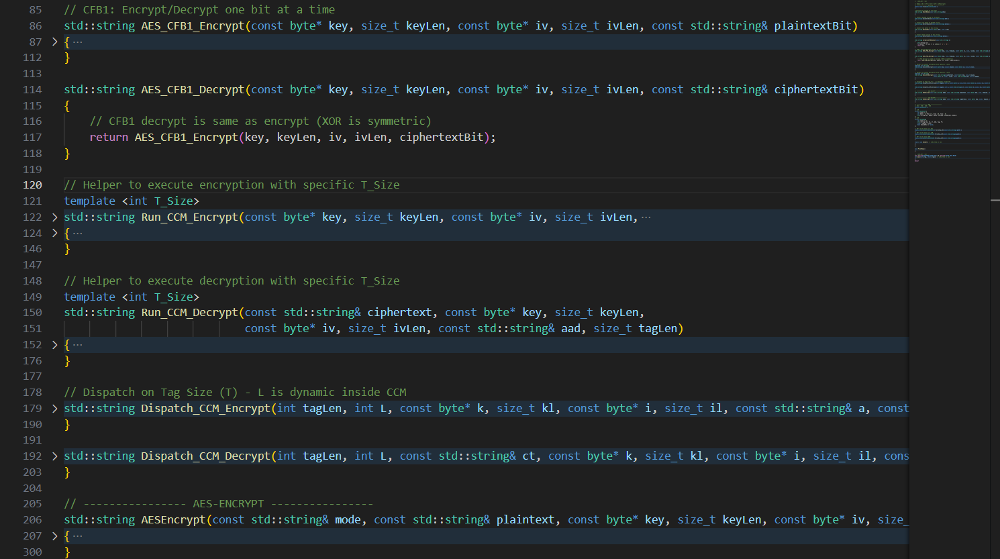 85 // CFB1: Encrypt/Decrypt one bit at a time
86 std::string AES_CFB1_Encrypt(const byte* key, size_t keyLen, const byte* iv, size_t ivLen, const std::string& plaintextBit)
87 > { ···
112 }
113
114 std::string AES_CFB1_Decrypt(const byte* key, size_t keyLen, const byte* iv, size_t ivLen, const std::string& ciphertextBit)
115 {
116     // CFB1 decrypt is same as encrypt (XOR is symmetric)
117     return AES_CFB1_Encrypt(key, keyLen, iv, ivLen, ciphertextBit);
118 }
119
120 // Helper to execute encryption with specific T_Size
121 template <int T_Size>
122 > std::string Run_CCM_Encrypt(const byte* key, size_t keyLen, const byte* iv, size_t ivLen, ···
124 > { ···
146 }
147
148 // Helper to execute decryption with specific T_Size
149 template <int T_Size>
150 std::string Run_CCM_Decrypt(const std::string& ciphertext, const byte* key, size_t keyLen,
151                             const byte* iv, size_t ivLen, const std::string& aad, size_t tagLen)
152 > { ···
176 }
177
178 // Dispatch on Tag Size (T) - L is dynamic inside CCM
179 > std::string Dispatch_CCM_Encrypt(int tagLen, int L, const byte* k, size_t kl, const byte* i, size_t il, const std::string& a, const
190 }
191
192 > std::string Dispatch_CCM_Decrypt(int tagLen, int L, const std::string& ct, const byte* k, size_t kl, const byte* i, size_t il, cons
203 }
204
205 // ---------------- AES-ENCRYPT ----------------
206 std::string AESEncrypt(const std::string& mode, const std::string& plaintext, const byte* key, size_t keyLen, const byte* iv, size_
207 > { ···
300 }